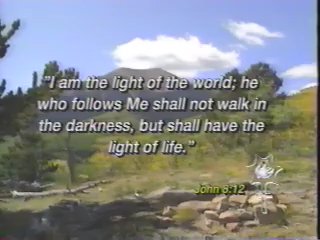 "I am the light of the world; he
who follows Me shall not walk in
the darkness, but shall have the
light of life."
John 8:12